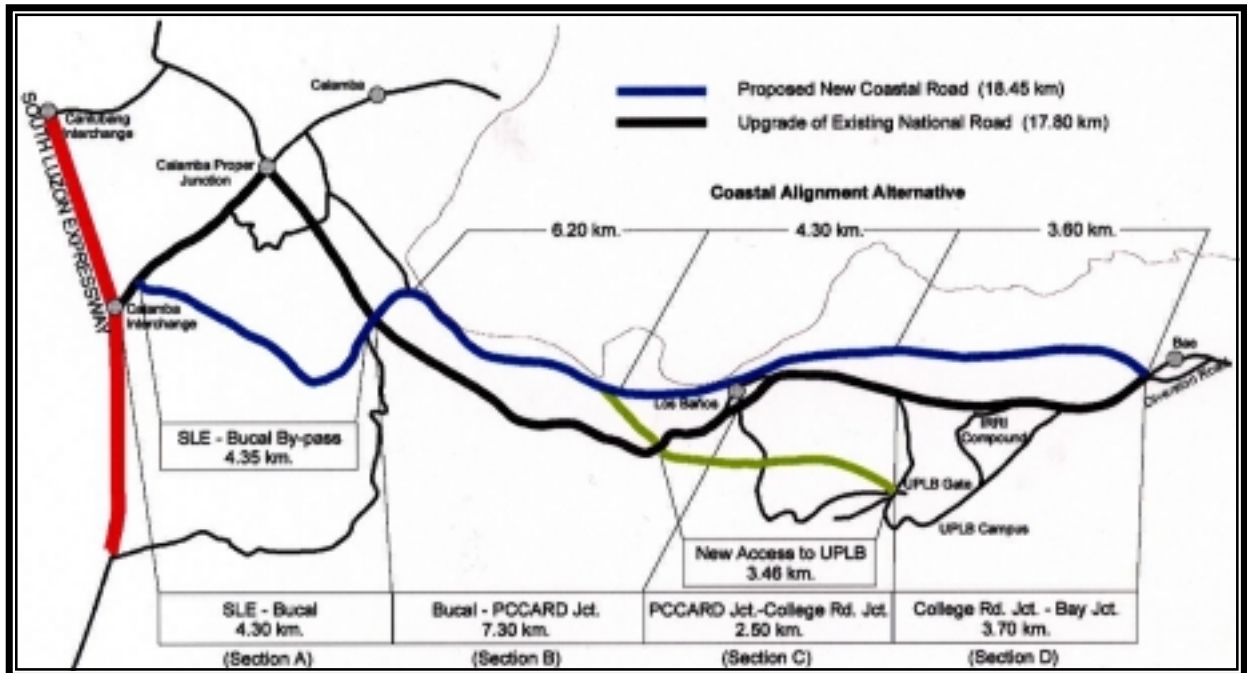 Proposed New Coastal Road (18.45 km)
Upgrade of Existing National Road (17.80 km)
Calamba
SOUTH LUZON EXPRESSWAY
Canlubang
Interchange
Calamba Proper
Junction
Coastal Alignment Alternative
6.20 km.
4.30 km.
3.60 km.
Calamba
Interchange
Bae
Diversion Road
Los Baños
IRRI
Compound
SLE - Bucal By-pass
4.35 km.
UPLB Gate
UPLB Campus
New Access to UPLB
3.46 km.
SLE - Bucal
4.30 km.
(Section A)
Bucal - PCCARD Jct.
7.30 km.
(Section B)
PCCARD Jct.-College Rd. Jct.
2.50 km.
(Section C)
College Rd. Jct. - Bay Jct.
3.70 km.
(Section D)